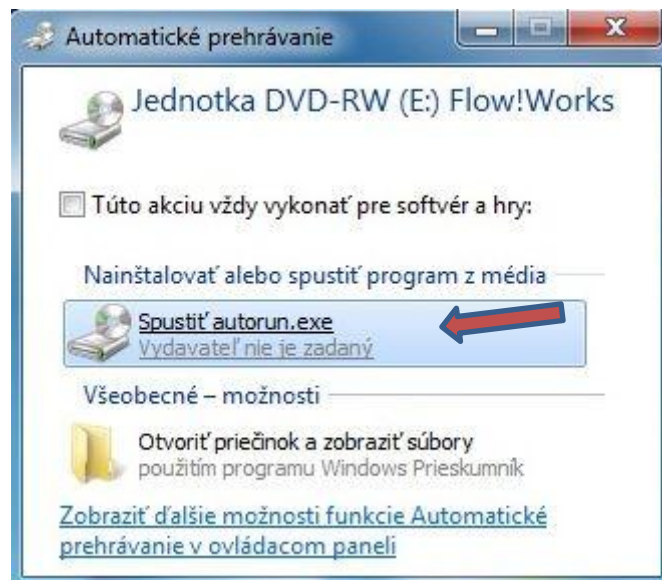 Automatické prehrávanie
Jednotka DVD-RW (E:) Flow!Works
Túto akciu vždy vykonať pre softvér a hry:
Nainštalovať alebo spustiť program z média
Spustiť autorun.exe
Vydavateľ nie je zadaný
Všeobecné – možnosti
Otvoriť priečinok a zobraziť súbory
použitím programu Windows Prieskumník
Zobraziť ďalšie možnosti funkcie Automatické
prehrávanie v ovládacom paneli